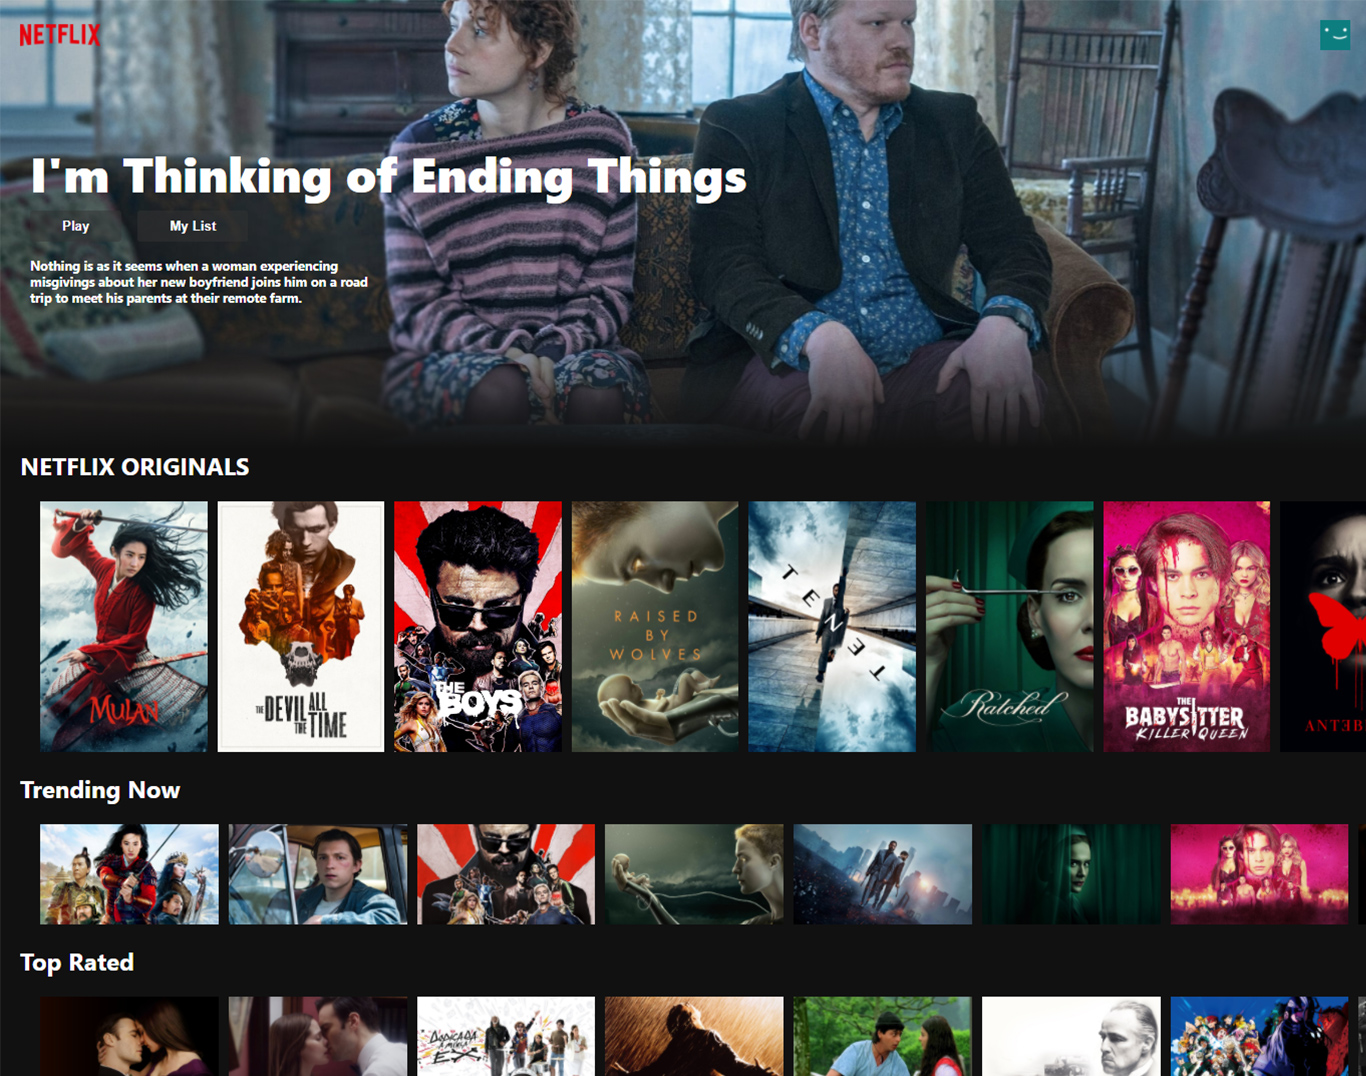 NETFLIX
I'm Thinking of Ending Things
Play
My List
Nothing is as it seems when a woman experiencing
misgivings about her new boyfriend joins him on a road
trip to meet his parents at their remote farm.
NETFLIX ORIGINALS
MULAN
THE DEVIL ALL
THE TIME
THE
BOYS
RAISED
BY
WOLVES
TENET
Ratched
THE
BABYSITTER
KILLER QUEEN
ANTEB
Trending Now
Top Rated
DEDICADA
A MI
EX